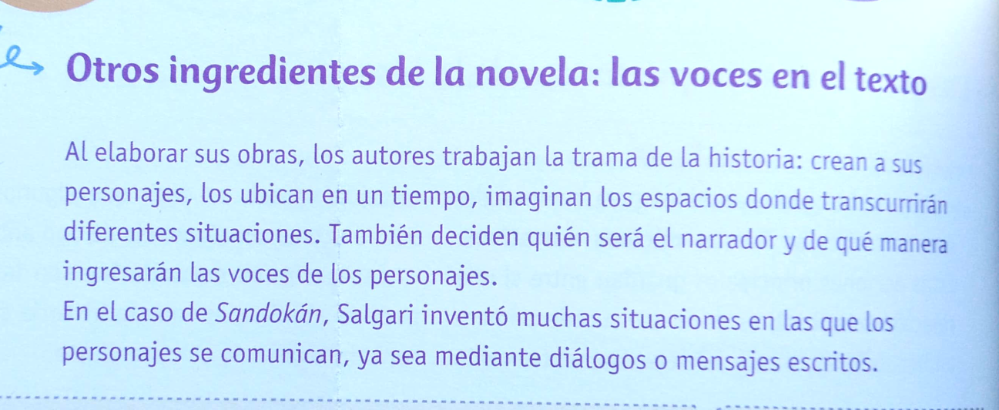 Otros ingredientes de la novela: las voces en el texto
Al elaborar sus obras, los autores trabajan la trama de la historia: crean a sus
personajes, los ubican en un tiempo, imaginan los espacios donde transcurrirán
diferentes situaciones. También deciden quién será el narrador y de qué manera
ingresarán las voces de los personajes.
En el caso de Sandokán, Salgari inventó muchas situaciones en las que los
personajes se comunican, ya sea mediante diálogos o mensajes escritos.